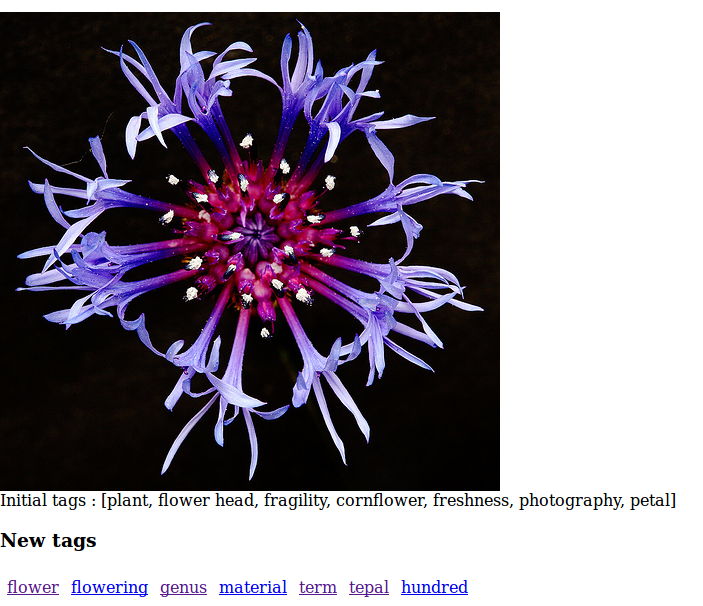 Initial tags : [plant, flower head, fragility, cornflower, freshness, photography, petal]
New tags
flower flowering genus material term tepal hundred